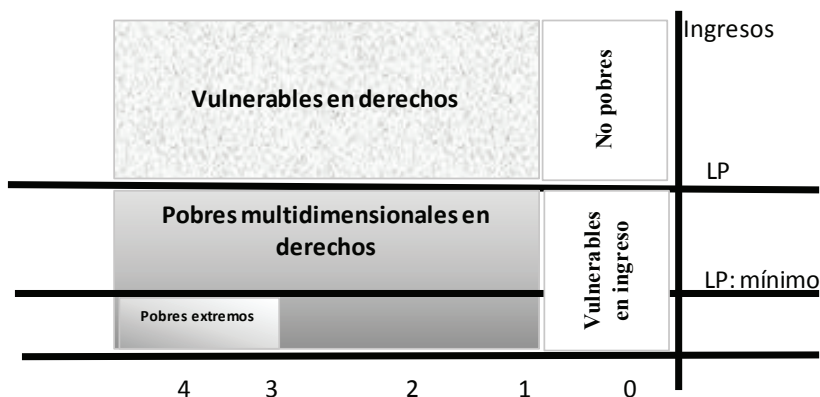 Ingresos
Vulnerables en derechos
No pobres
LP
Pobres multidimensionales en
derechos
Vulnerables
en ingreso
LP: mínimo
Pobres extremos
4 3 2 1 0